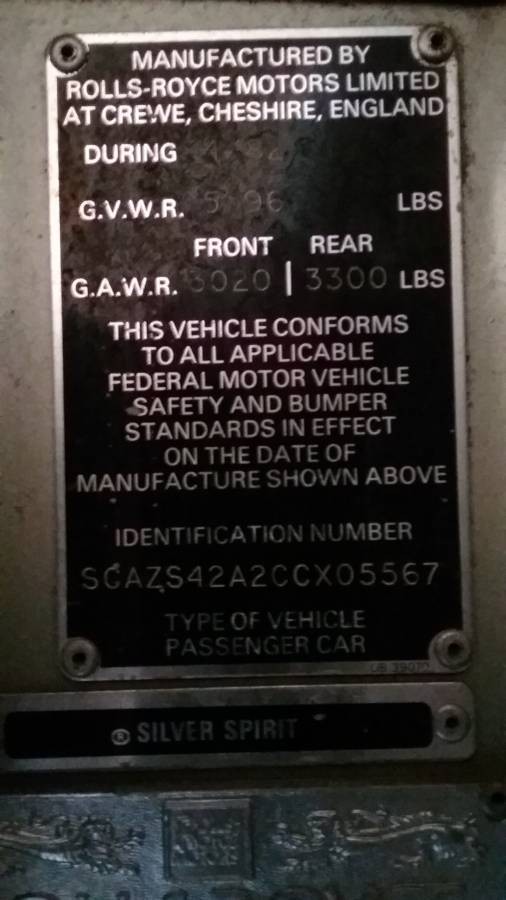 MANUFACTURED BY
ROLLS-ROYCE MOTORS LIMITED
AT CREWE, CHESHIRE, ENGLAND
DURING
G.V.W.R. LBS
FRONT REAR
G.A.W.R. 3020 | 3300 LBS
THIS VEHICLE CONFORMS
TO ALL APPLICABLE
FEDERAL MOTOR VEHICLE
SAFETY AND BUMPER
STANDARDS IN EFFECT
ON THE DATE OF
MANUFACTURE SHOWN ABOVE
IDENTIFICATION NUMBER
SCAZS42A2CCX05567
TYPE OF VEHICLE
PASSENGER CAR
® SILVER SPIRIT